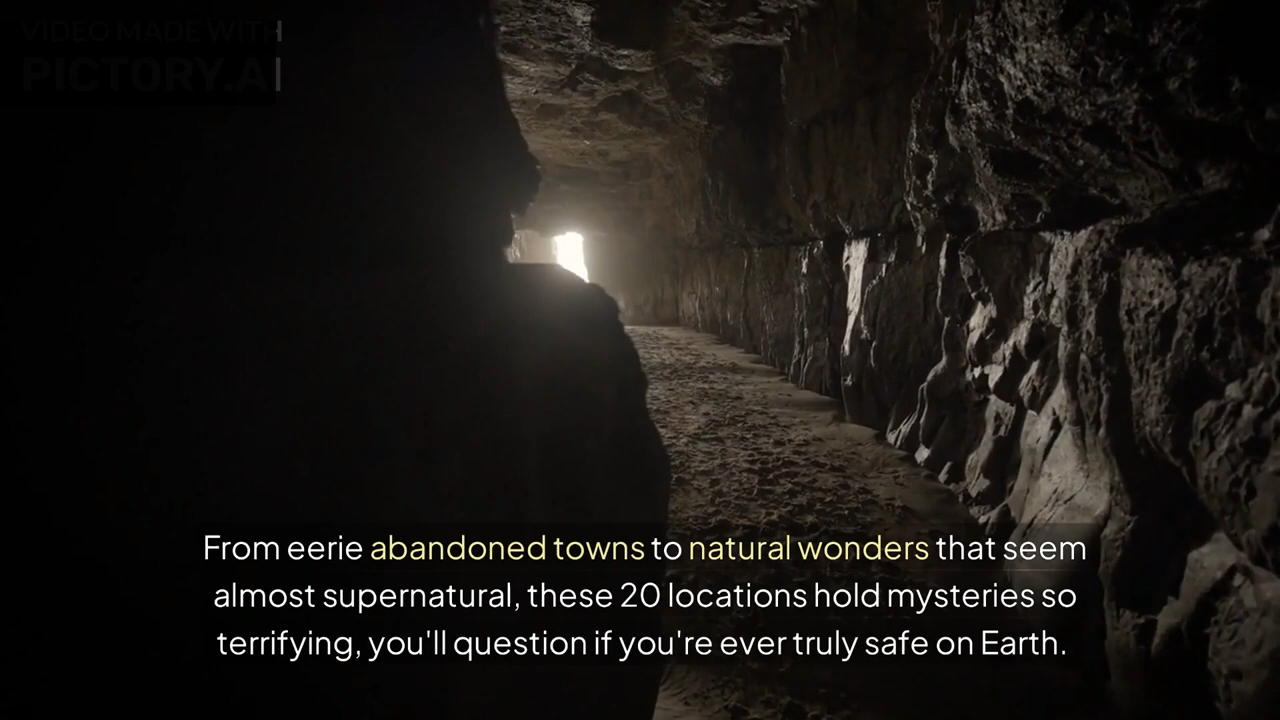 VIDEO MADE WITH
PICTORY.AI
From eerie abandoned towns to natural wonders that seem
almost supernatural, these 20 locations hold mysteries so
terrifying, you'll question if you're ever truly safe on Earth.